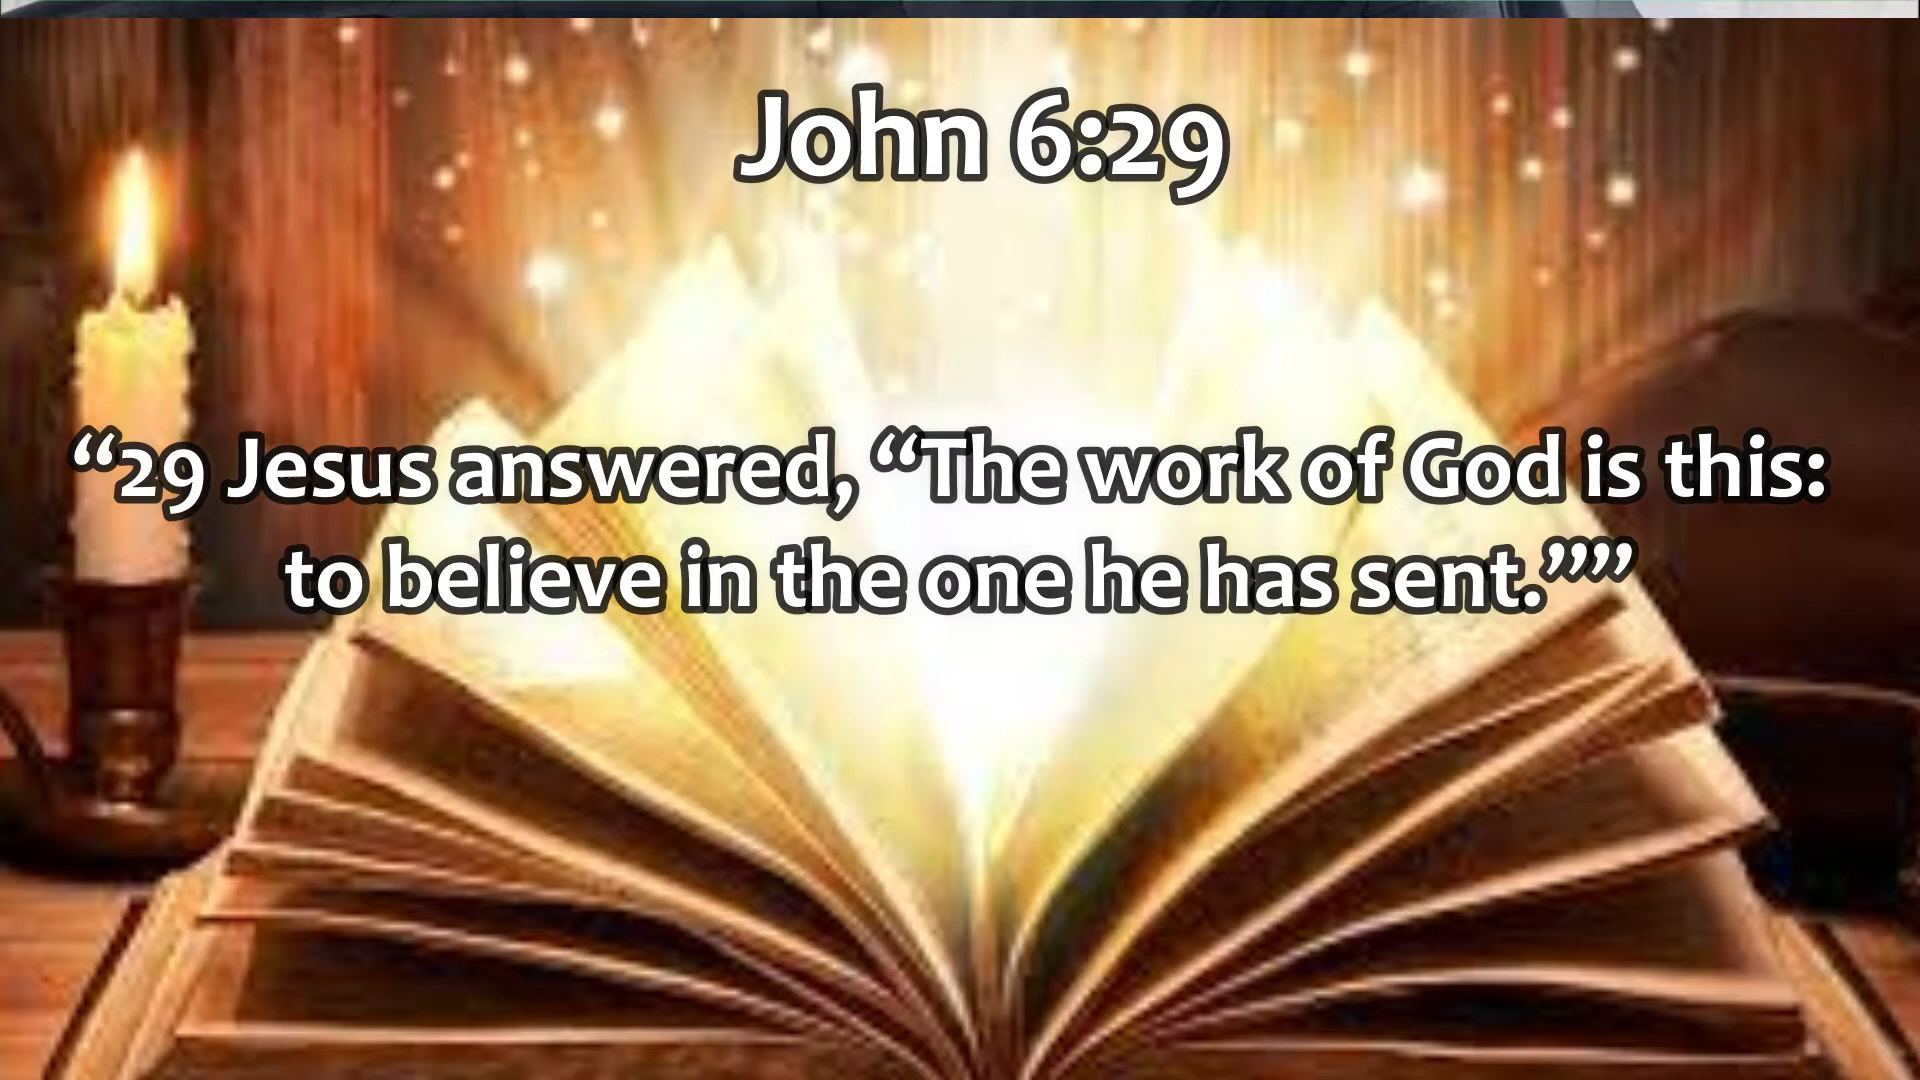 John 6:29
“29 Jesus answered, “The work of God is this:
to believe in the one he has sent.””